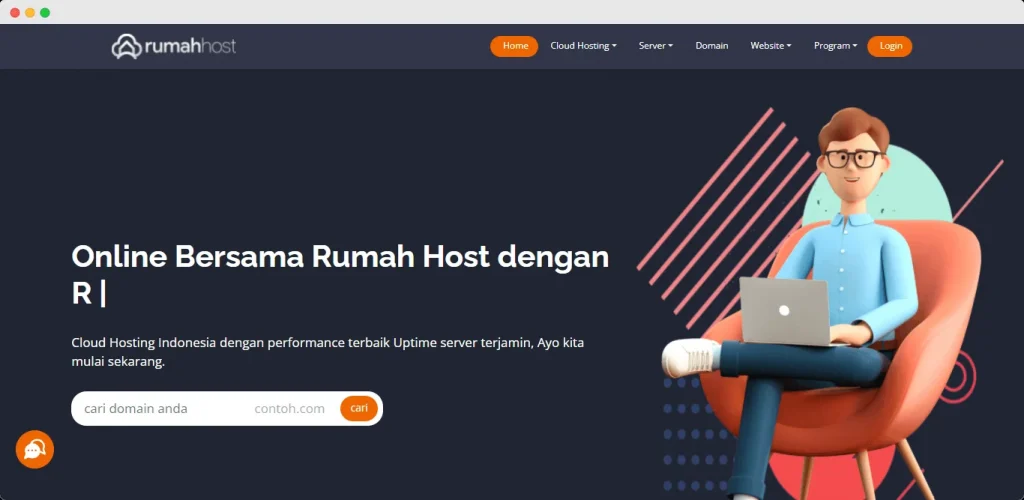 rumahhost
Home Cloud Hosting Server Domain Website Program Login
Online Bersama Rumah Host dengan
R |
Cloud Hosting Indonesia dengan performance terbaik Uptime server terjamin, Ayo kita
mulai sekarang.
cari domain anda contoh.com cari